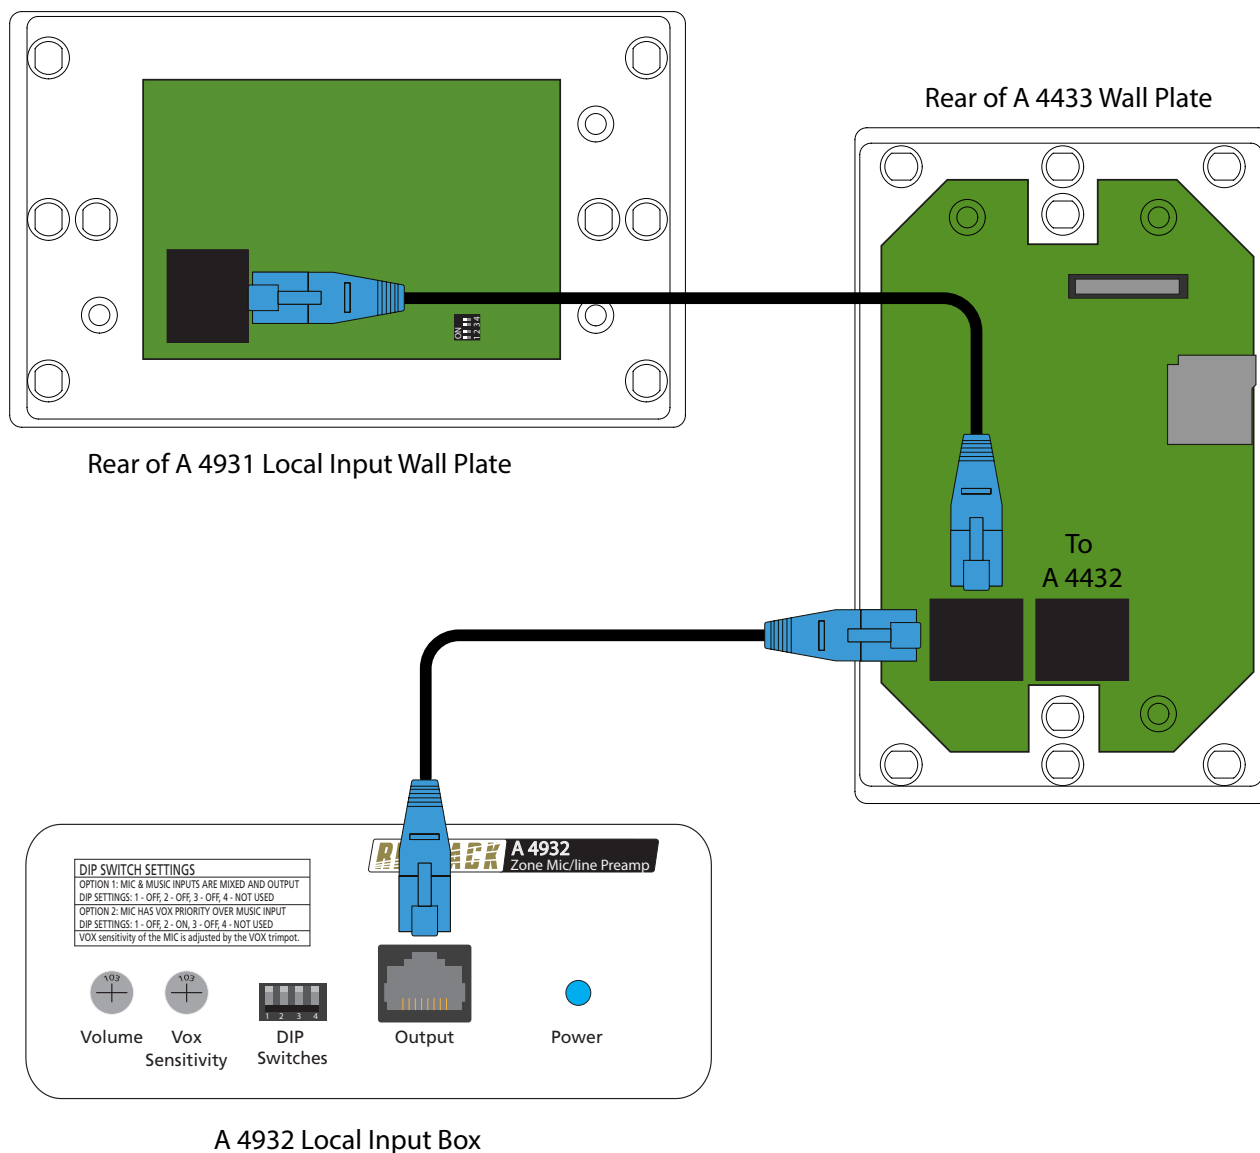 Rear of A 4433 Wall Plate
ON
1 2 3 4
Rear of A 4931 Local Input Wall Plate
To
A 4432
A 4932
Zone Mic/line Preamp
DIP SWITCH SETTINGS
OPTION 1: MIC & MUSIC INPUTS ARE MIXED AND OUTPUT
DIP SETTINGS: 1 - OFF, 2 - OFF, 3 - OFF, 4 - NOT USED
OPTION 2: MIC HAS VOX PRIORITY OVER MUSIC INPUT
DIP SETTINGS: 1 - OFF, 2 - ON, 3 - OFF, 4 - NOT USED
VOX sensitivity of the MIC is adjusted by the VOX trimpot.
103
103
1 2 3 4
Volume
Vox
Sensitivity
DIP
Switches
Output
Power
A 4932 Local Input Box